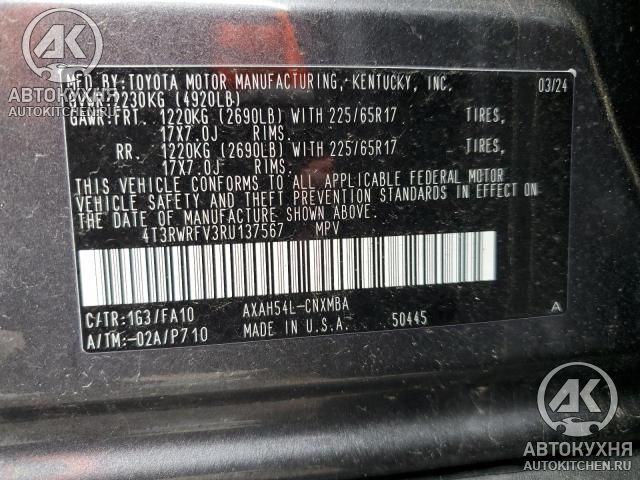 MFD. BY: TOYOTA MOTOR MANUFACTURING, KENTUCKY, INC. 03/24
GVWR: 2230KG (4920LB)
GAWR: FRT. 1220KG (2690LB) WITH 225/65R17 TIRES,
17X7.0J RIMS.
RR. 1220KG (2690LB) WITH 225/65R17 TIRES,
17X7.0J RIMS.
THIS VEHICLE CONFORMS TO ALL APPLICABLE FEDERAL MOTOR
VEHICLE SAFETY AND THEFT PREVENTION STANDARDS IN EFFECT ON
THE DATE OF MANUFACTURE SHOWN ABOVE.
4T3RWRFV3RU137567 MPV
C/TR:1G3/FA10 AXAH54L-CNXMBA A
A/TM:-02A/P710 MADE IN U.S.A. 50445
AK
АВТОКУХНЯ
AUTOKITCHEN.RU
AK
АВТОКУХНЯ
AUTOKITCHEN.RU